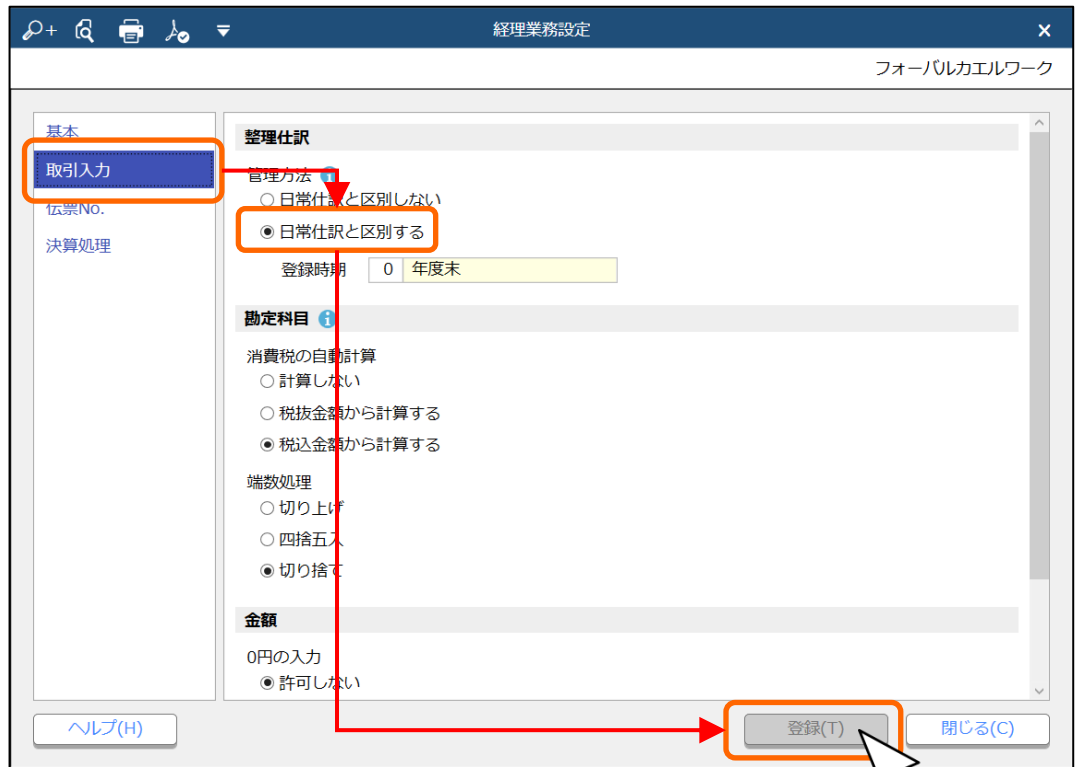 経理業務設定
フォーバルカエルワーク
基本
取引入力
伝票No.
決算処理
整理仕訳
管理方法
日常仕訳と区別しない
日常仕訳と区別する
登録時期 0 年度末
勘定科目
消費税の自動計算
計算しない
税抜金額から計算する
税込金額から計算する
端数処理
切り上げ
四捨五入
切り捨て
金額
0円の入力
許可しない
ヘルプ(H) 登録(T) 閉じる(C)